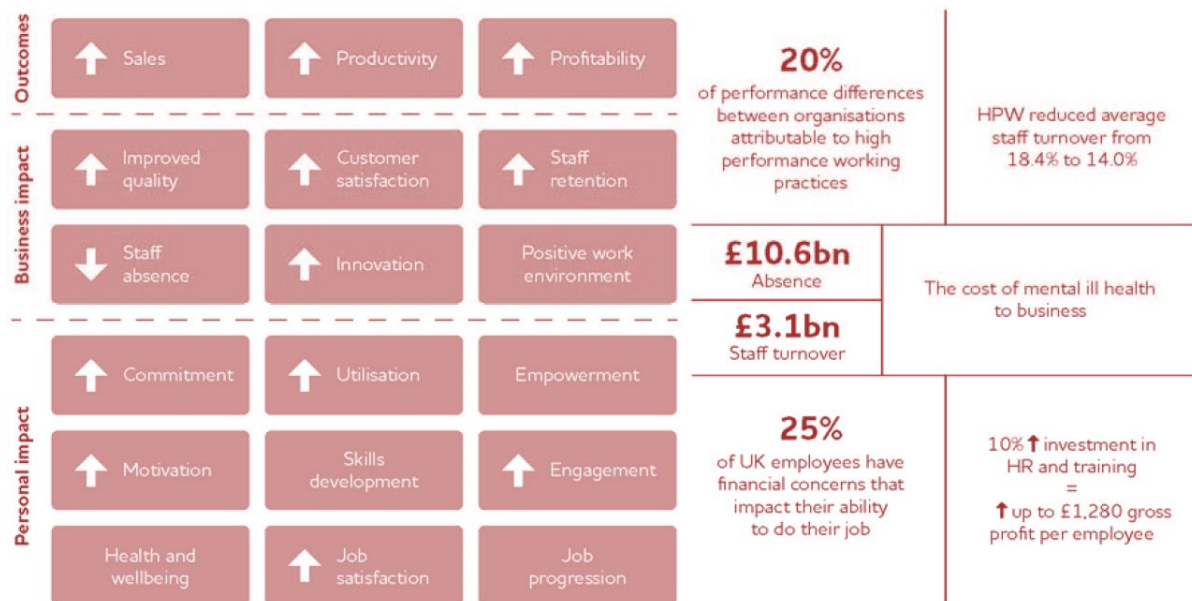 Outcomes
Sales
Productivity
Profitability
Business impact
Improved
quality
Customer
satisfaction
Staff
retention
Staff
absence
Innovation
Positive work
environment
Personal impact
Commitment
Utilisation
Empowerment
Motivation
Skills
development
Engagement
Health and
wellbeing
Job
satisfaction
Job
progression
20%
of performance differences
between organisations
attributable to high
performance working
practices
HPW reduced average
staff turnover from
18.4% to 14.0%
£10.6bn
Absence
£3.1bn
Staff turnover
The cost of mental ill health
to business
25%
of UK employees have
financial concerns that
impact their ability
to do their job
10% ↑ investment in
HR and training
=
↑ up to £1,280 gross
profit per employee